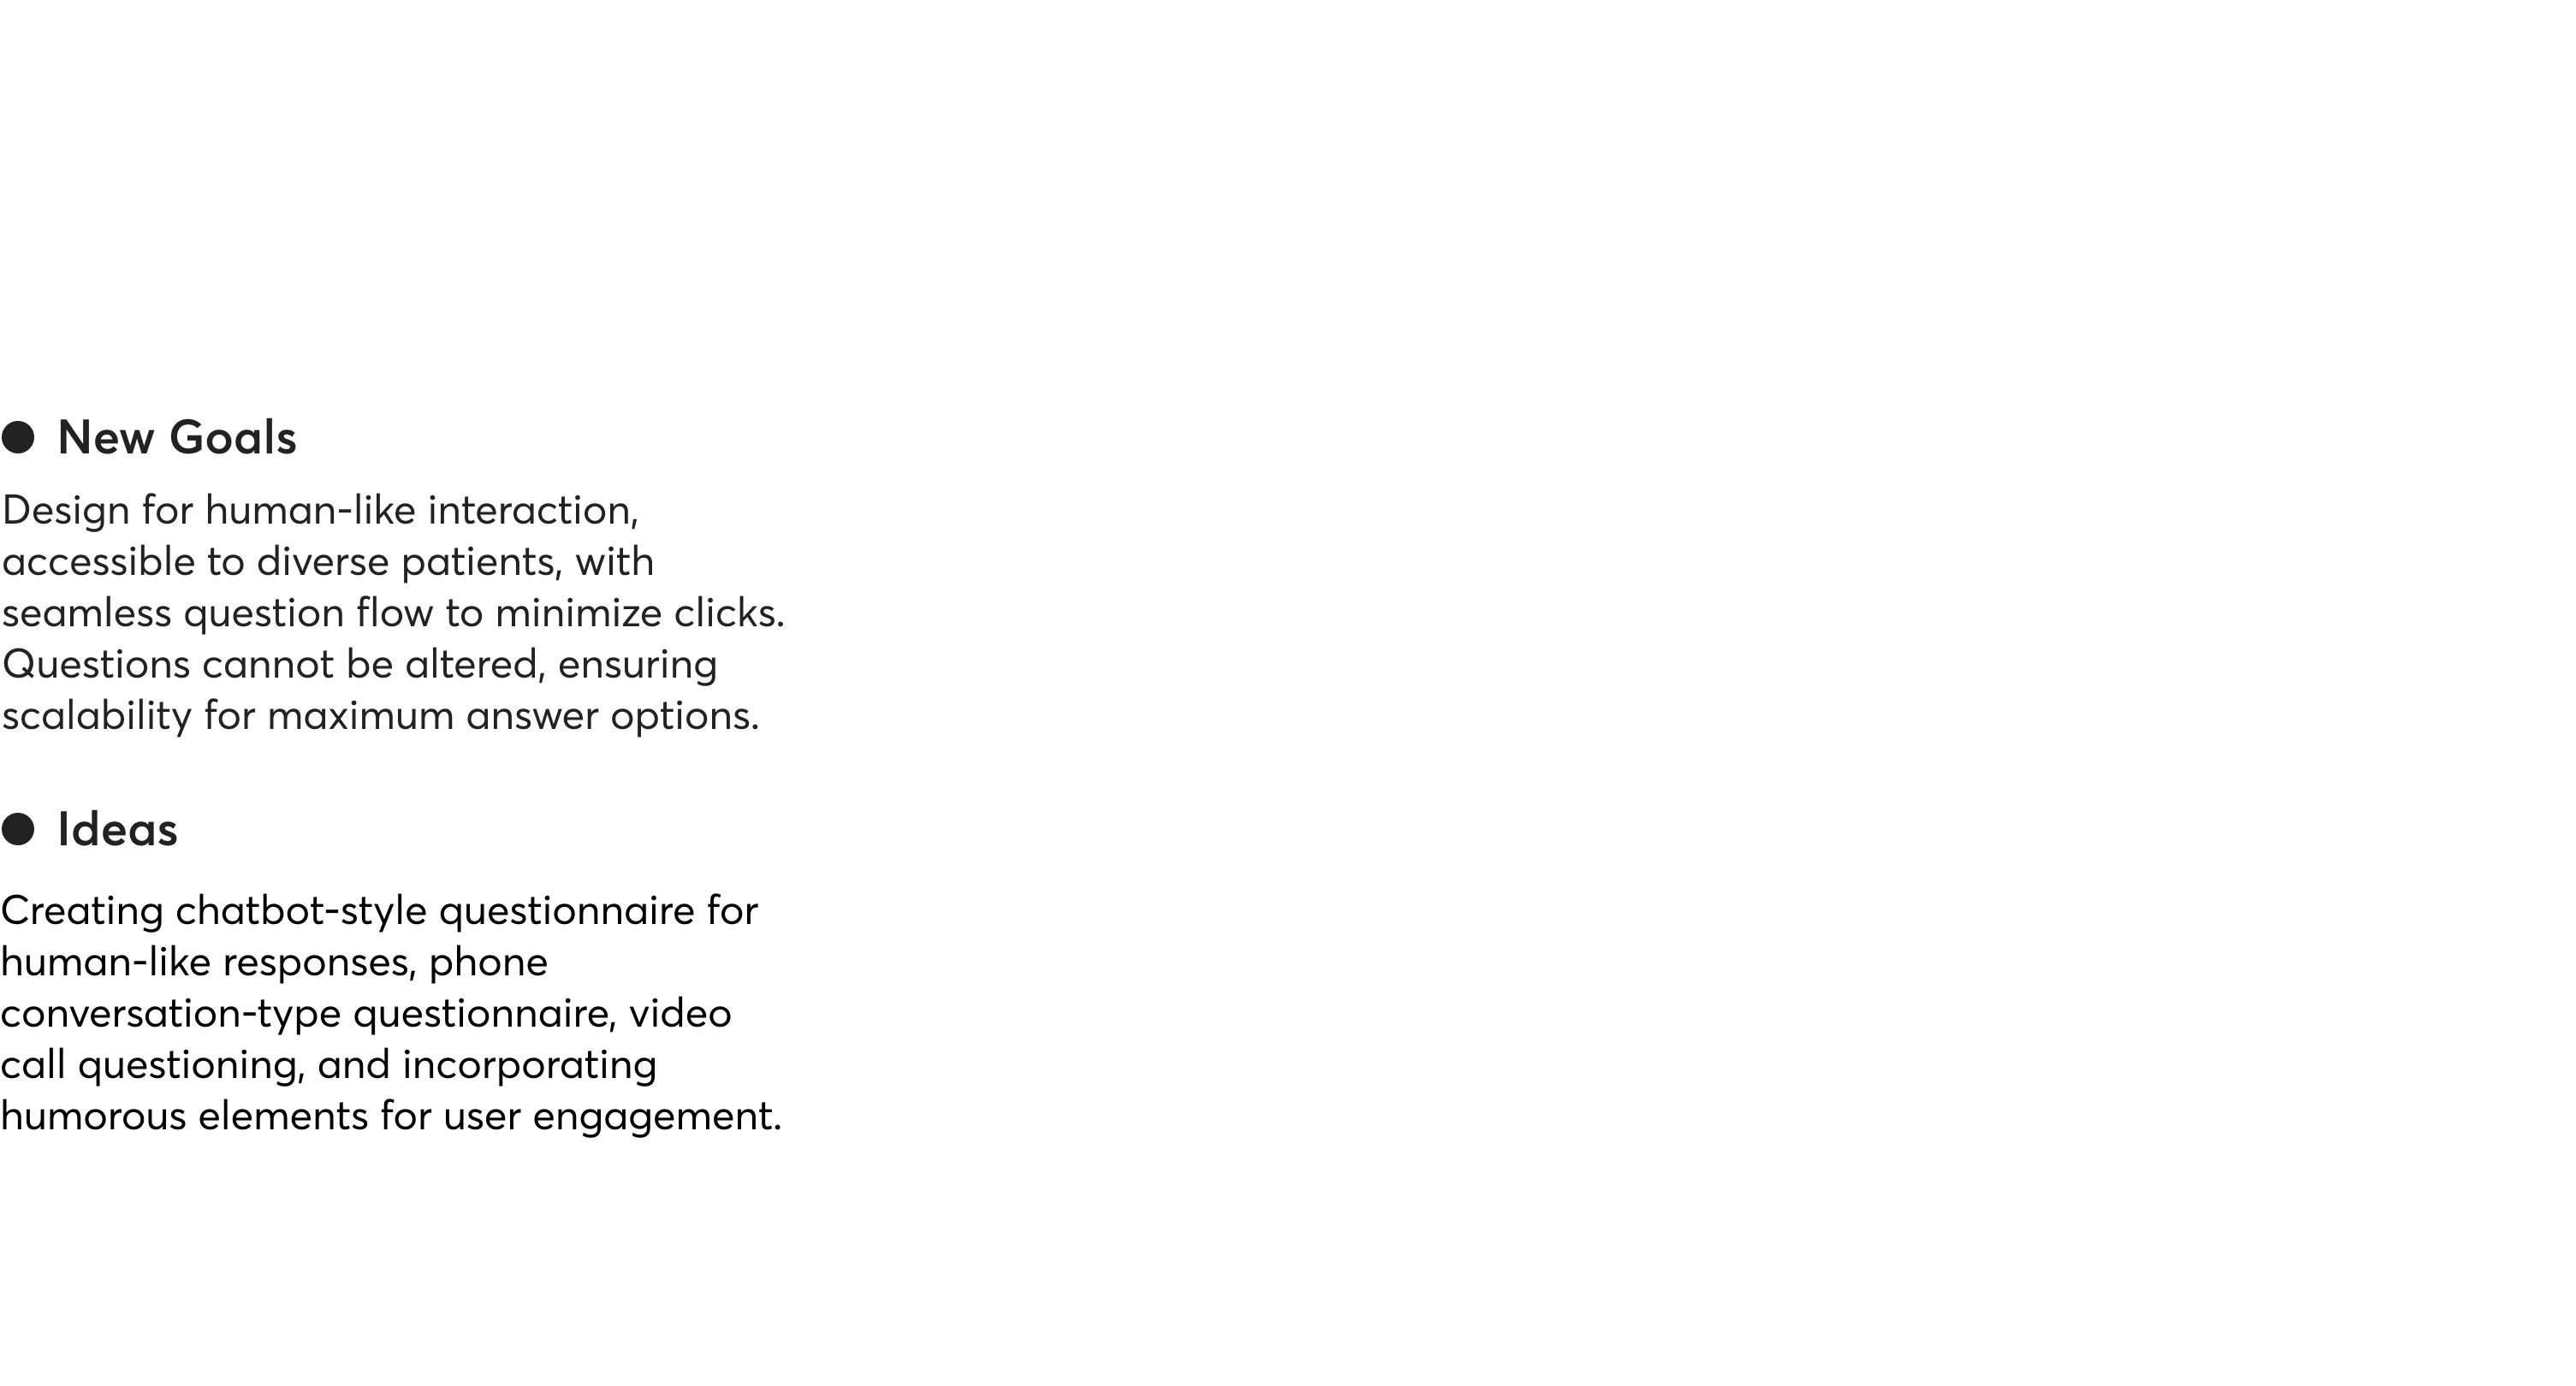 New Goals
Design for human-like interaction,
accessible to diverse patients, with
seamless question flow to minimize clicks.
Questions cannot be altered, ensuring
scalability for maximum answer options.
Ideas
Creating chatbot-style questionnaire for
human-like responses, phone
conversation-type questionnaire, video
call questioning, and incorporating
humorous elements for user engagement.